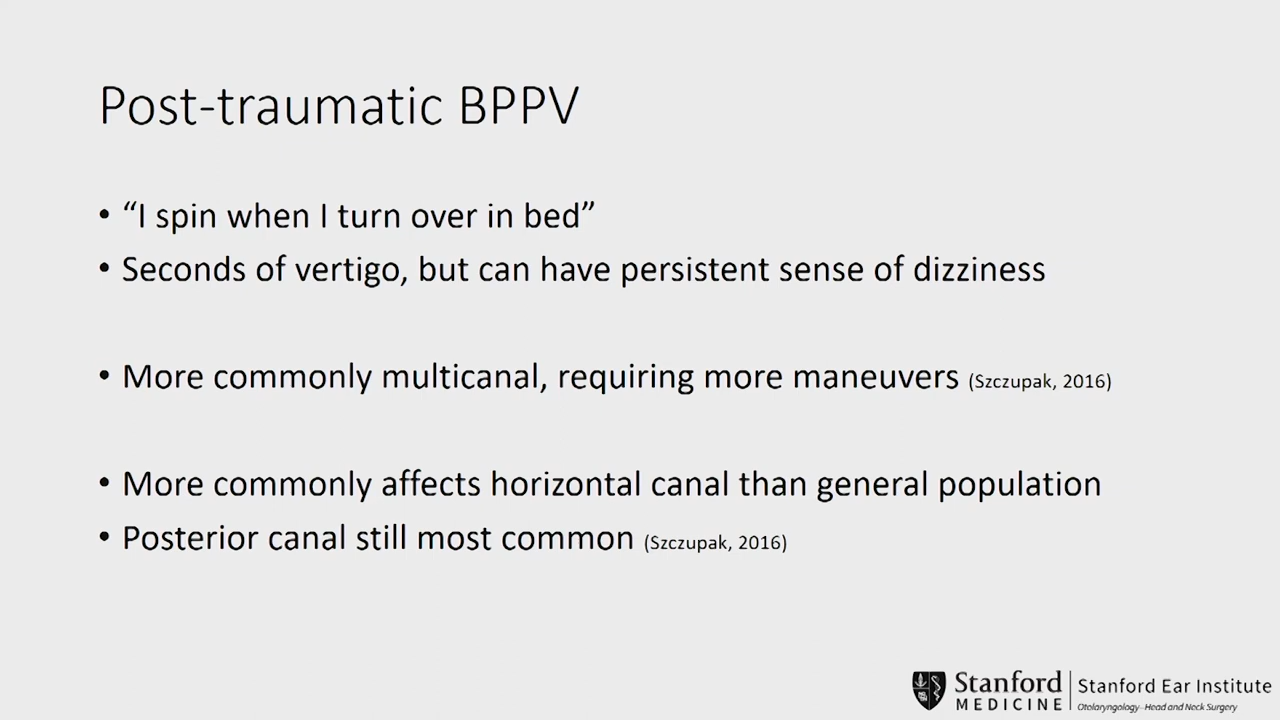 Post-traumatic BPPV
• “I spin when I turn over in bed”
• Seconds of vertigo, but can have persistent sense of dizziness
• More commonly multicanal, requiring more maneuvers (Szczupak, 2016)
• More commonly affects horizontal canal than general population
• Posterior canal still most common (Szczupak, 2016)
Stanford
MEDICINE
Stanford Ear Institute
Otolaryngology–Head and Neck Surgery